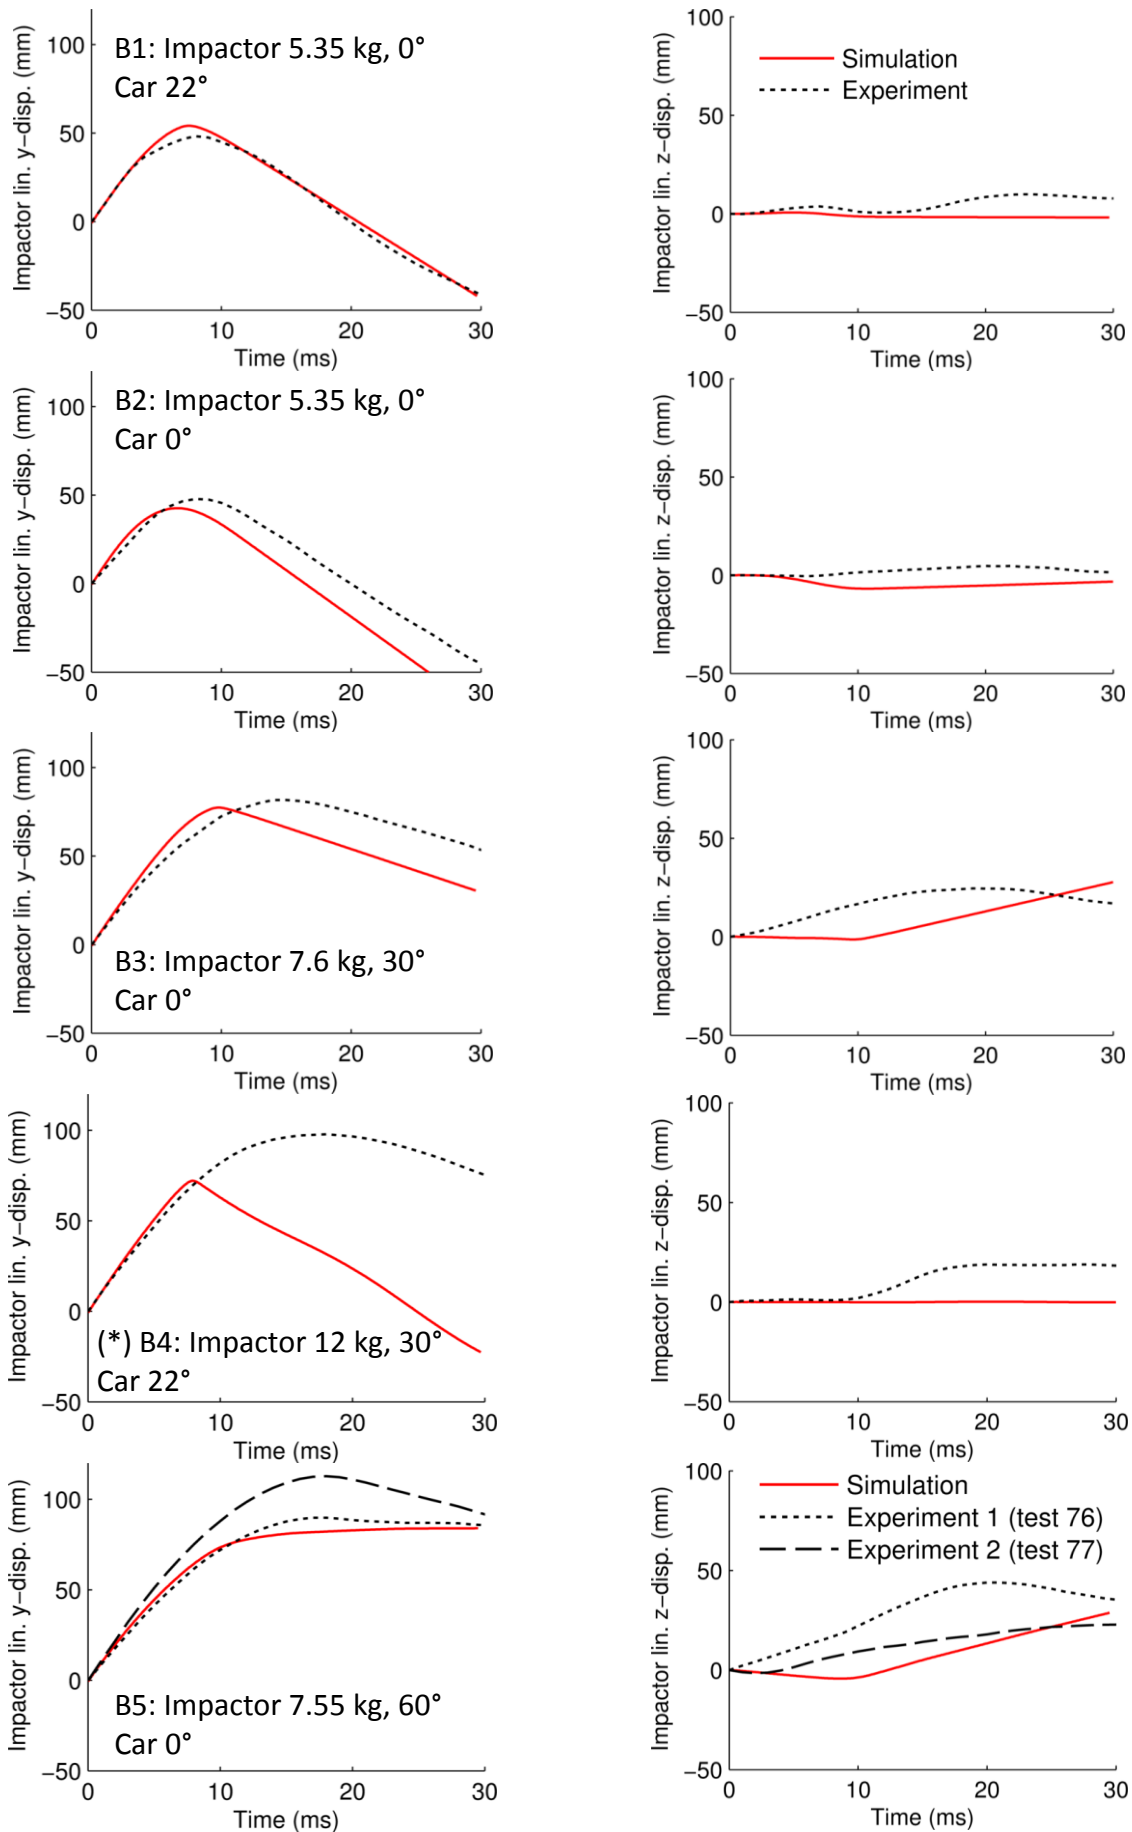 Impactor lin. y−disp. (mm)
100
50
0
−50
B1: Impactor 5.35 kg, 0°
Car 22°
0 10 20 30
Time (ms)
Impactor lin. z−disp. (mm)
100
50
0
−50
Simulation
Experiment
0 10 20 30
Time (ms)
Impactor lin. y−disp. (mm)
100
50
0
−50
B2: Impactor 5.35 kg, 0°
Car 0°
0 10 20 30
Time (ms)
Impactor lin. z−disp. (mm)
100
50
0
−50
0 10 20 30
Time (ms)
Impactor lin. y−disp. (mm)
100
50
0
−50
B3: Impactor 7.6 kg, 30°
Car 0°
0 10 20 30
Time (ms)
Impactor lin. z−disp. (mm)
100
50
0
−50
0 10 20 30
Time (ms)
Impactor lin. y−disp. (mm)
100
50
0
−50
(*) B4: Impactor 12 kg, 30°
Car 22°
0 10 20 30
Time (ms)
Impactor lin. z−disp. (mm)
100
50
0
−50
0 10 20 30
Time (ms)
Impactor lin. y−disp. (mm)
100
50
0
−50
B5: Impactor 7.55 kg, 60°
Car 0°
0 10 20 30
Time (ms)
Impactor lin. z−disp. (mm)
100
50
0
−50
Simulation
Experiment 1 (test 76)
Experiment 2 (test 77)
0 10 20 30
Time (ms)